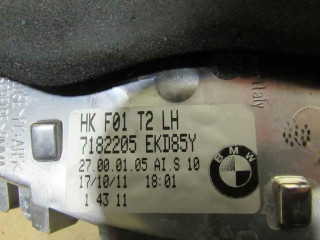 HK F01 T2 LH
7182205 EKD85Y
27.00.01.05 AI.S 10
17/10/11 18:01
1 43 11
BMW
Italy